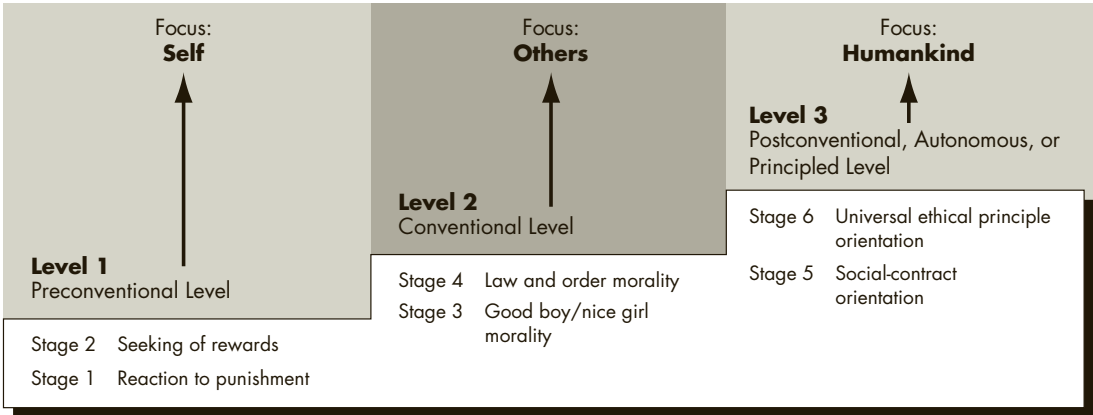 Focus:
Self
Level 1
Preconventional Level
Stage 2 Seeking of rewards
Stage 1 Reaction to punishment
Focus:
Others
Level 2
Conventional Level
Stage 4 Law and order morality
Stage 3 Good boy/nice girl
morality
Focus:
Humankind
Level 3
Postconventional, Autonomous, or
Principled Level
Stage 6 Universal ethical principle
orientation
Stage 5 Social-contract
orientation